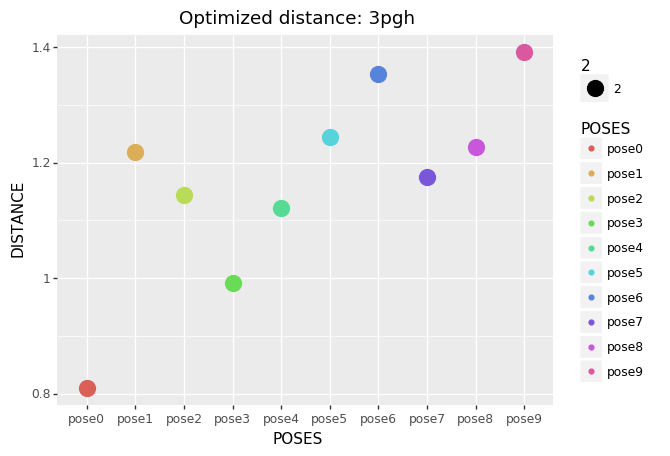 Optimized distance: 3pgh
1.4
1.2
1
0.8
DISTANCE
pose0 pose1 pose2 pose3 pose4 pose5 pose6 pose7 pose8 pose9
POSES
2
2
POSES
pose0
pose1
pose2
pose3
pose4
pose5
pose6
pose7
pose8
pose9